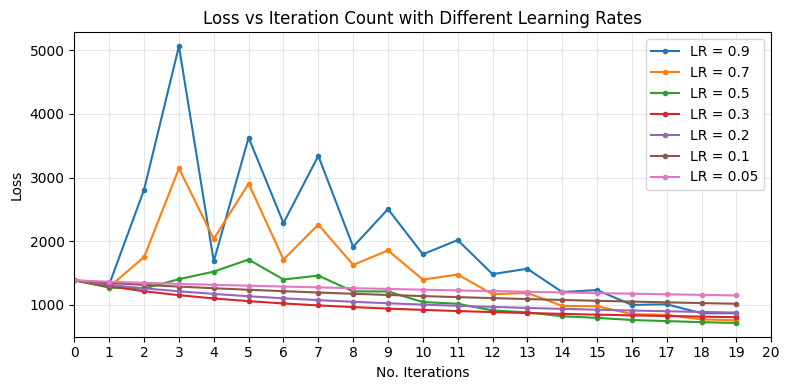 Loss vs Iteration Count with Different Learning Rates
5000
4000
3000
2000
1000
Loss
LR = 0.9
LR = 0.7
LR = 0.5
LR = 0.3
LR = 0.2
LR = 0.1
LR = 0.05
0 1 2 3 4 5 6 7 8 9 10 11 12 13 14 15 16 17 18 19 20
No. Iterations